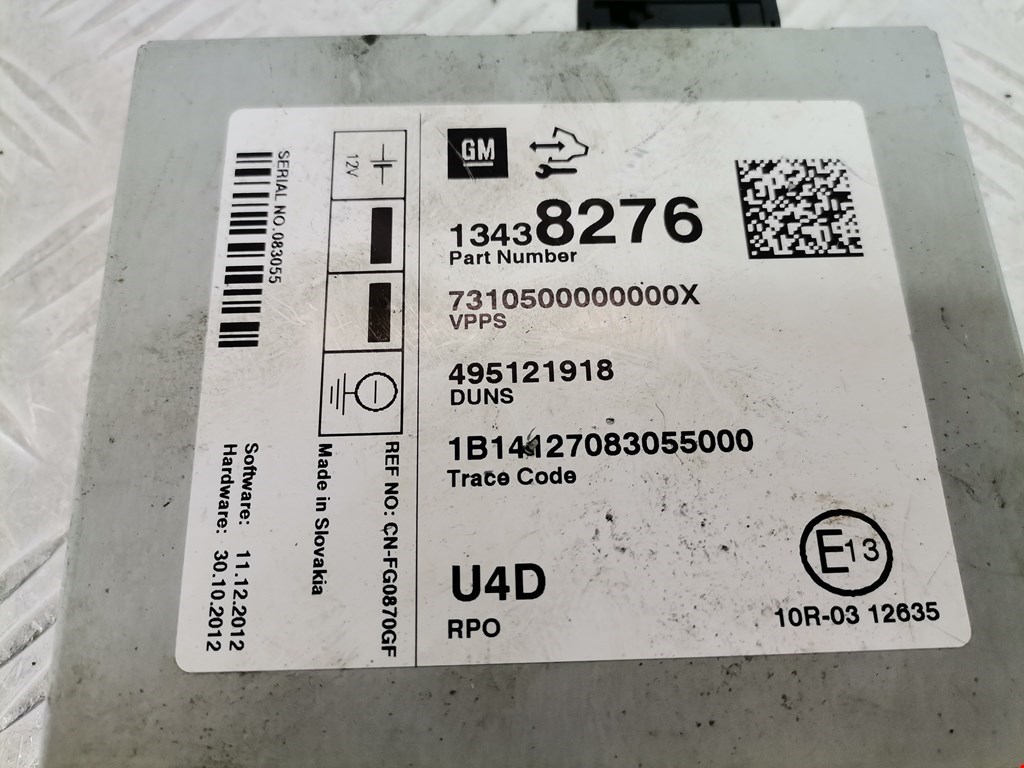 GM
13438276
Part Number
7310500000000X
VPPS
495121918
DUNS
1B14127083055000
Trace Code
U4D
RPO
E13
10R-03 12635
12V
SERIAL NO.083055
REF NO: CN-FG0870GF
Made in Slovakia
Software: 11.12.2012
Hardware: 30.10.2012